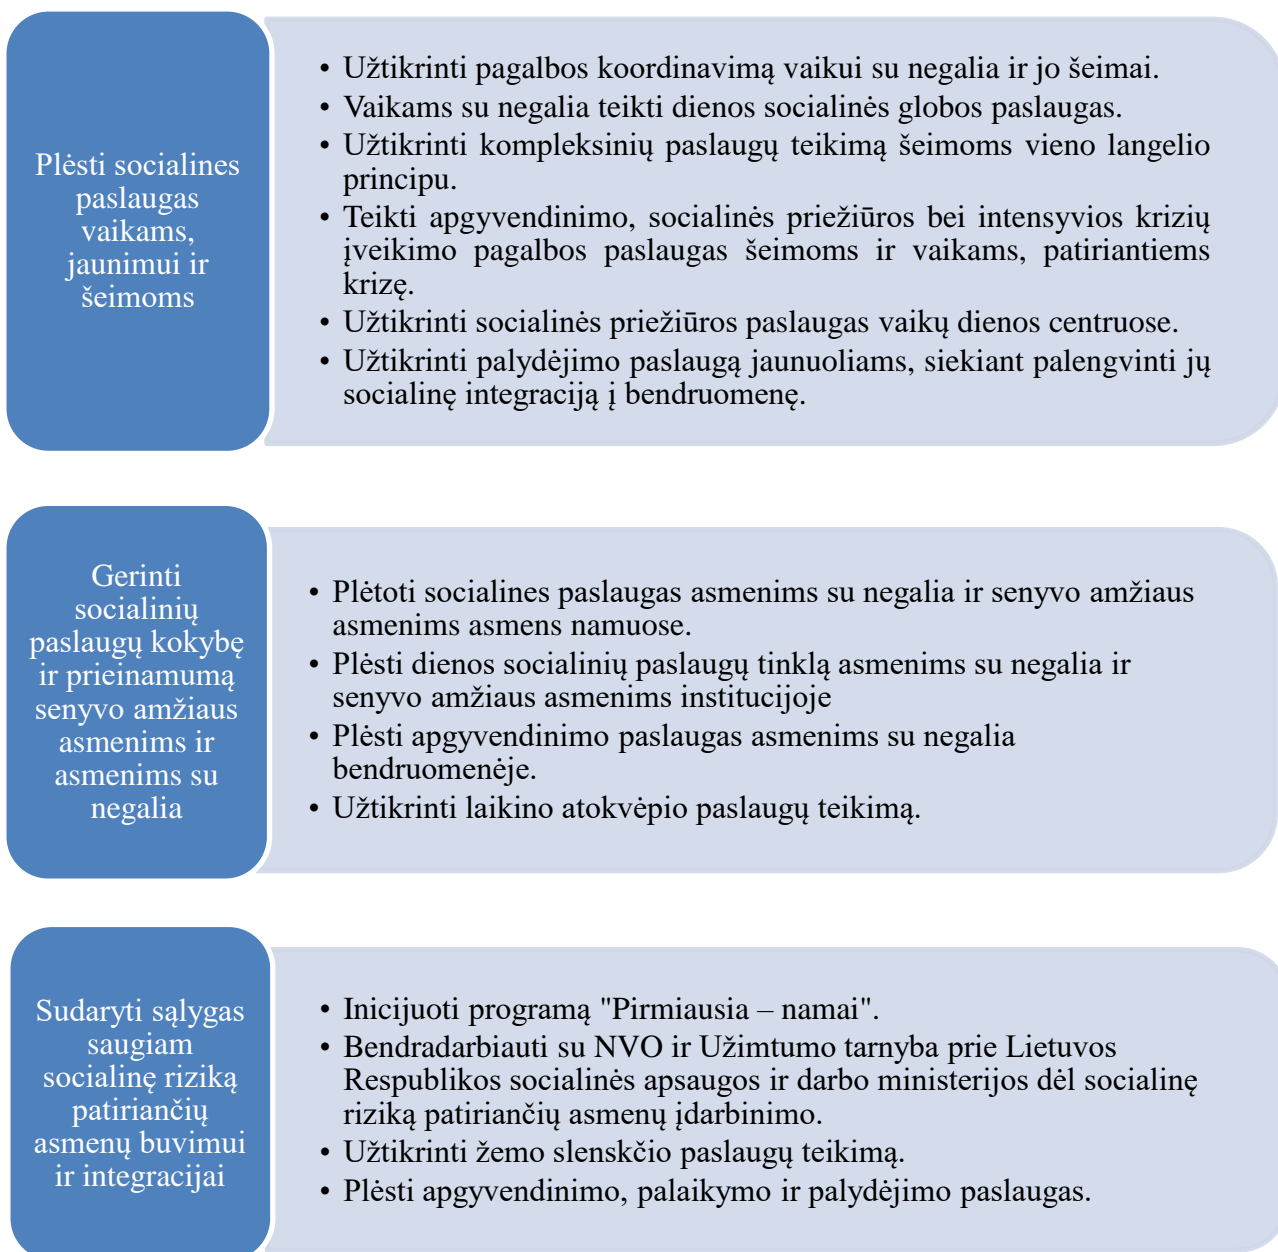 Plėsti socialines
paslaugas
vaikams,
jaunimui ir
šeimoms
• Užtikrinti pagalbos koordinavimą vaikui su negalia ir jo šeimai.
• Vaikams su negalia teikti dienos socialinės globos paslaugas.
• Užtikrinti kompleksinių paslaugų teikimą šeimoms vieno langelio
principu.
• Teikti apgyvendinimo, socialinės priežiūros bei intensyvios krizių
įveikimo pagalbos paslaugas šeimoms ir vaikams, patiriantiems
krizę.
• Užtikrinti socialinės priežiūros paslaugas vaikų dienos centruose.
• Užtikrinti palydėjimo paslaugą jaunuoliams, siekiant palengvinti jų
socialinę integraciją į bendruomenę.
Gerinti
socialinių
paslaugų kokybę
ir prieinamumą
senyvo amžiaus
asmenims ir
asmenims su
negalia
• Plėtoti socialines paslaugas asmenims su negalia ir senyvo amžiaus
asmenims asmens namuose.
• Plėsti dienos socialinių paslaugų tinklą asmenims su negalia ir
senyvo amžiaus asmenims institucijoje
• Plėsti apgyvendinimo paslaugas asmenims su negalia
bendruomenėje.
• Užtikrinti laikino atokvėpio paslaugų teikimą.
Sudaryti sąlygas
saugiam
socialinę riziką
patiriančių
asmenų buvimui
ir integracijai
• Inicijuoti programą "Pirmiausia – namai".
• Bendradarbiauti su NVO ir Užimtumo tarnyba prie Lietuvos
Respublikos socialinės apsaugos ir darbo ministerijos dėl socialinę
riziką patiriančių asmenų įdarbinimo.
• Užtikrinti žemo slenskčio paslaugų teikimą.
• Plėsti apgyvendinimo, palaikymo ir palydėjimo paslaugas.